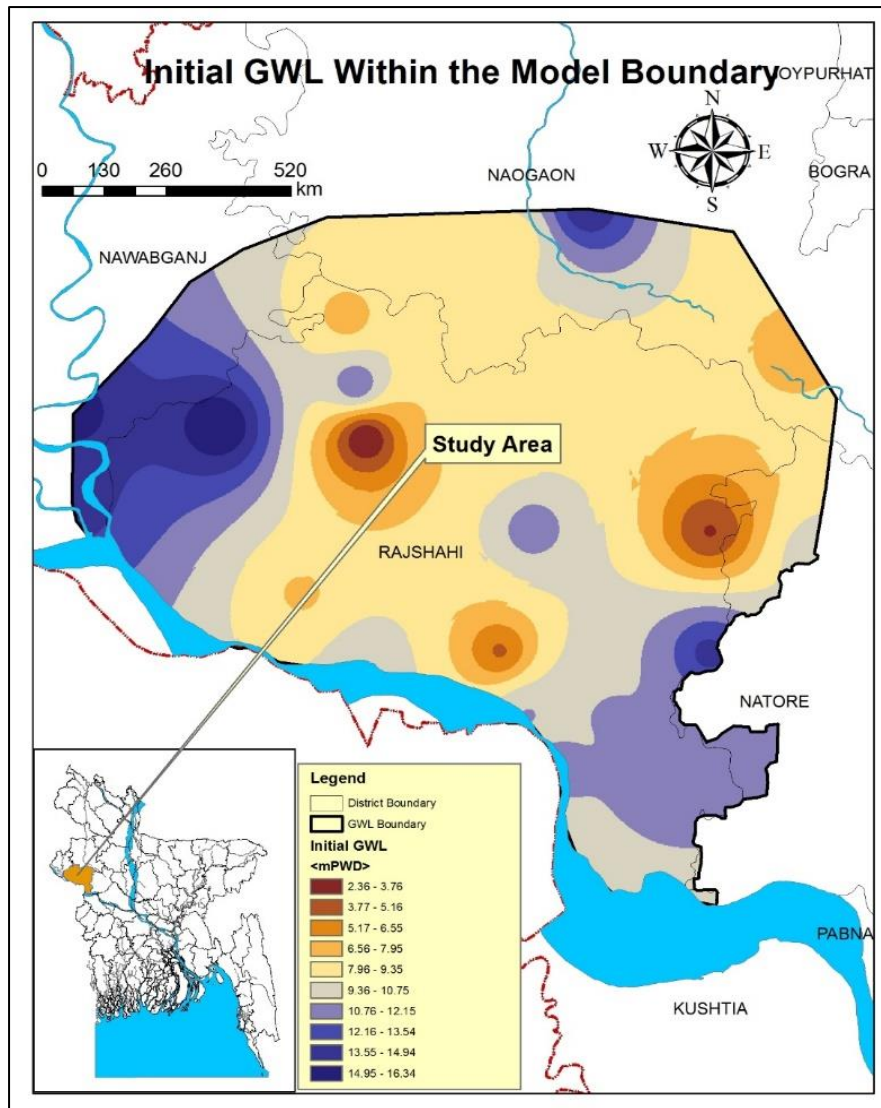 Initial GWL Within the Model Boundary
OYPURHAT
N
W E
S
0 130 260 520
km
NAOGAON
BOGRA
NAWABGANJ
Study Area
RAJSHAHI
NATORE
Legend
District Boundary
GWL Boundary
Initial GWL
<mPWD>
2.36 - 3.76
3.77 - 5.16
5.17 - 6.55
6.56 - 7.95
7.96 - 9.35
9.36 - 10.75
10.76 - 12.15
12.16 - 13.54
13.55 - 14.94
14.95 - 16.34
PABNA
KUSHTIA